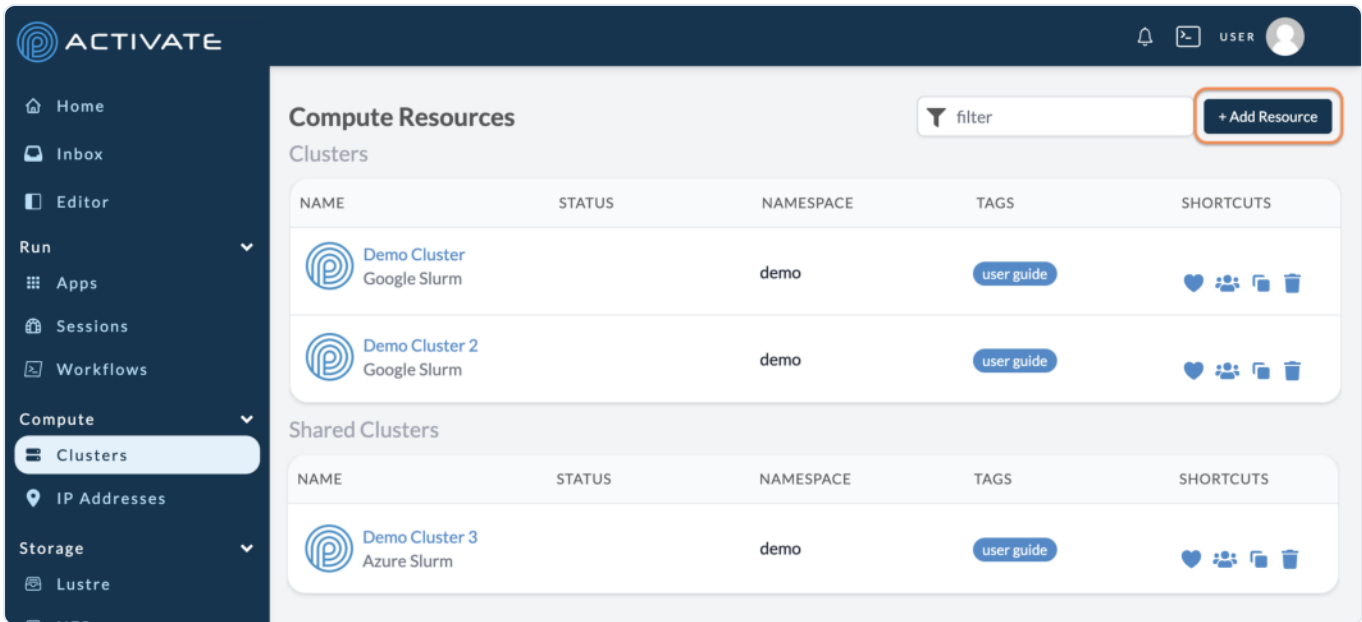 ACTIVATE
USER
Home
Inbox
Editor
Run
Apps
Sessions
Workflows
Compute
Clusters
IP Addresses
Storage
Lustre
Compute Resources
filter
+ Add Resource
Clusters
NAME STATUS NAMESPACE TAGS SHORTCUTS
Demo Cluster
Google Slurm
demo
user guide
Demo Cluster 2
Google Slurm
demo
user guide
Shared Clusters
NAME STATUS NAMESPACE TAGS SHORTCUTS
Demo Cluster 3
Azure Slurm
demo
user guide